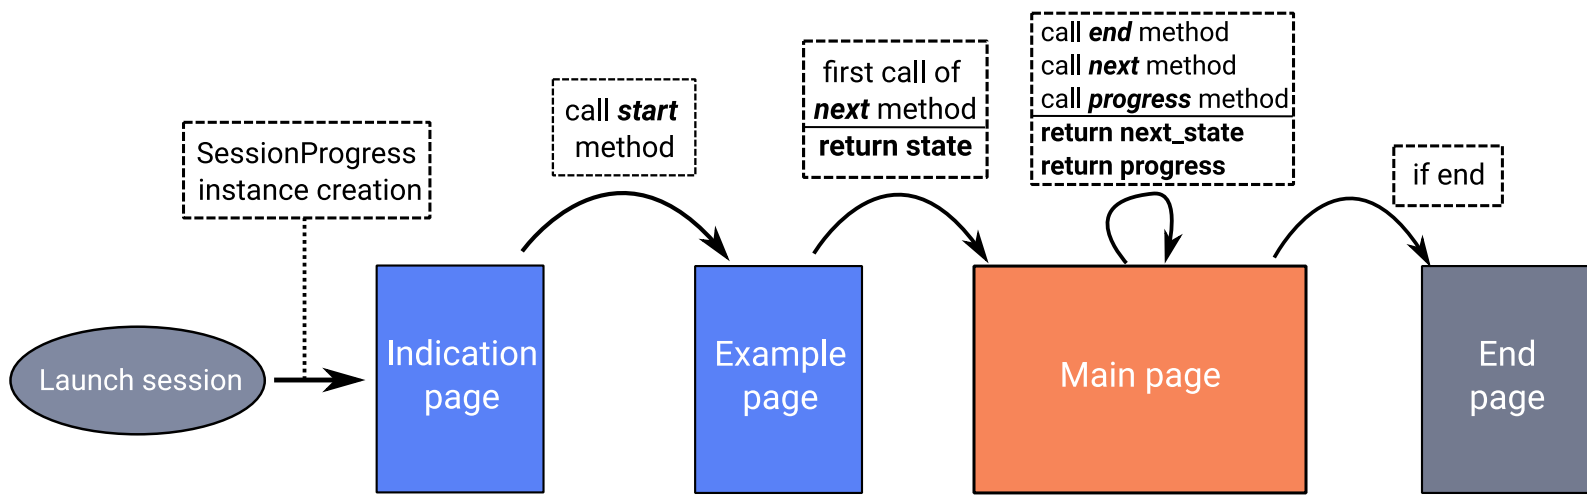 SessionProgress
instance creation
call start
method
first call of
next method
return state
call end method
call next method
call progress method
return next_state
return progress
if end
Launch session
Indication
page
Example
page
Main page
End
page